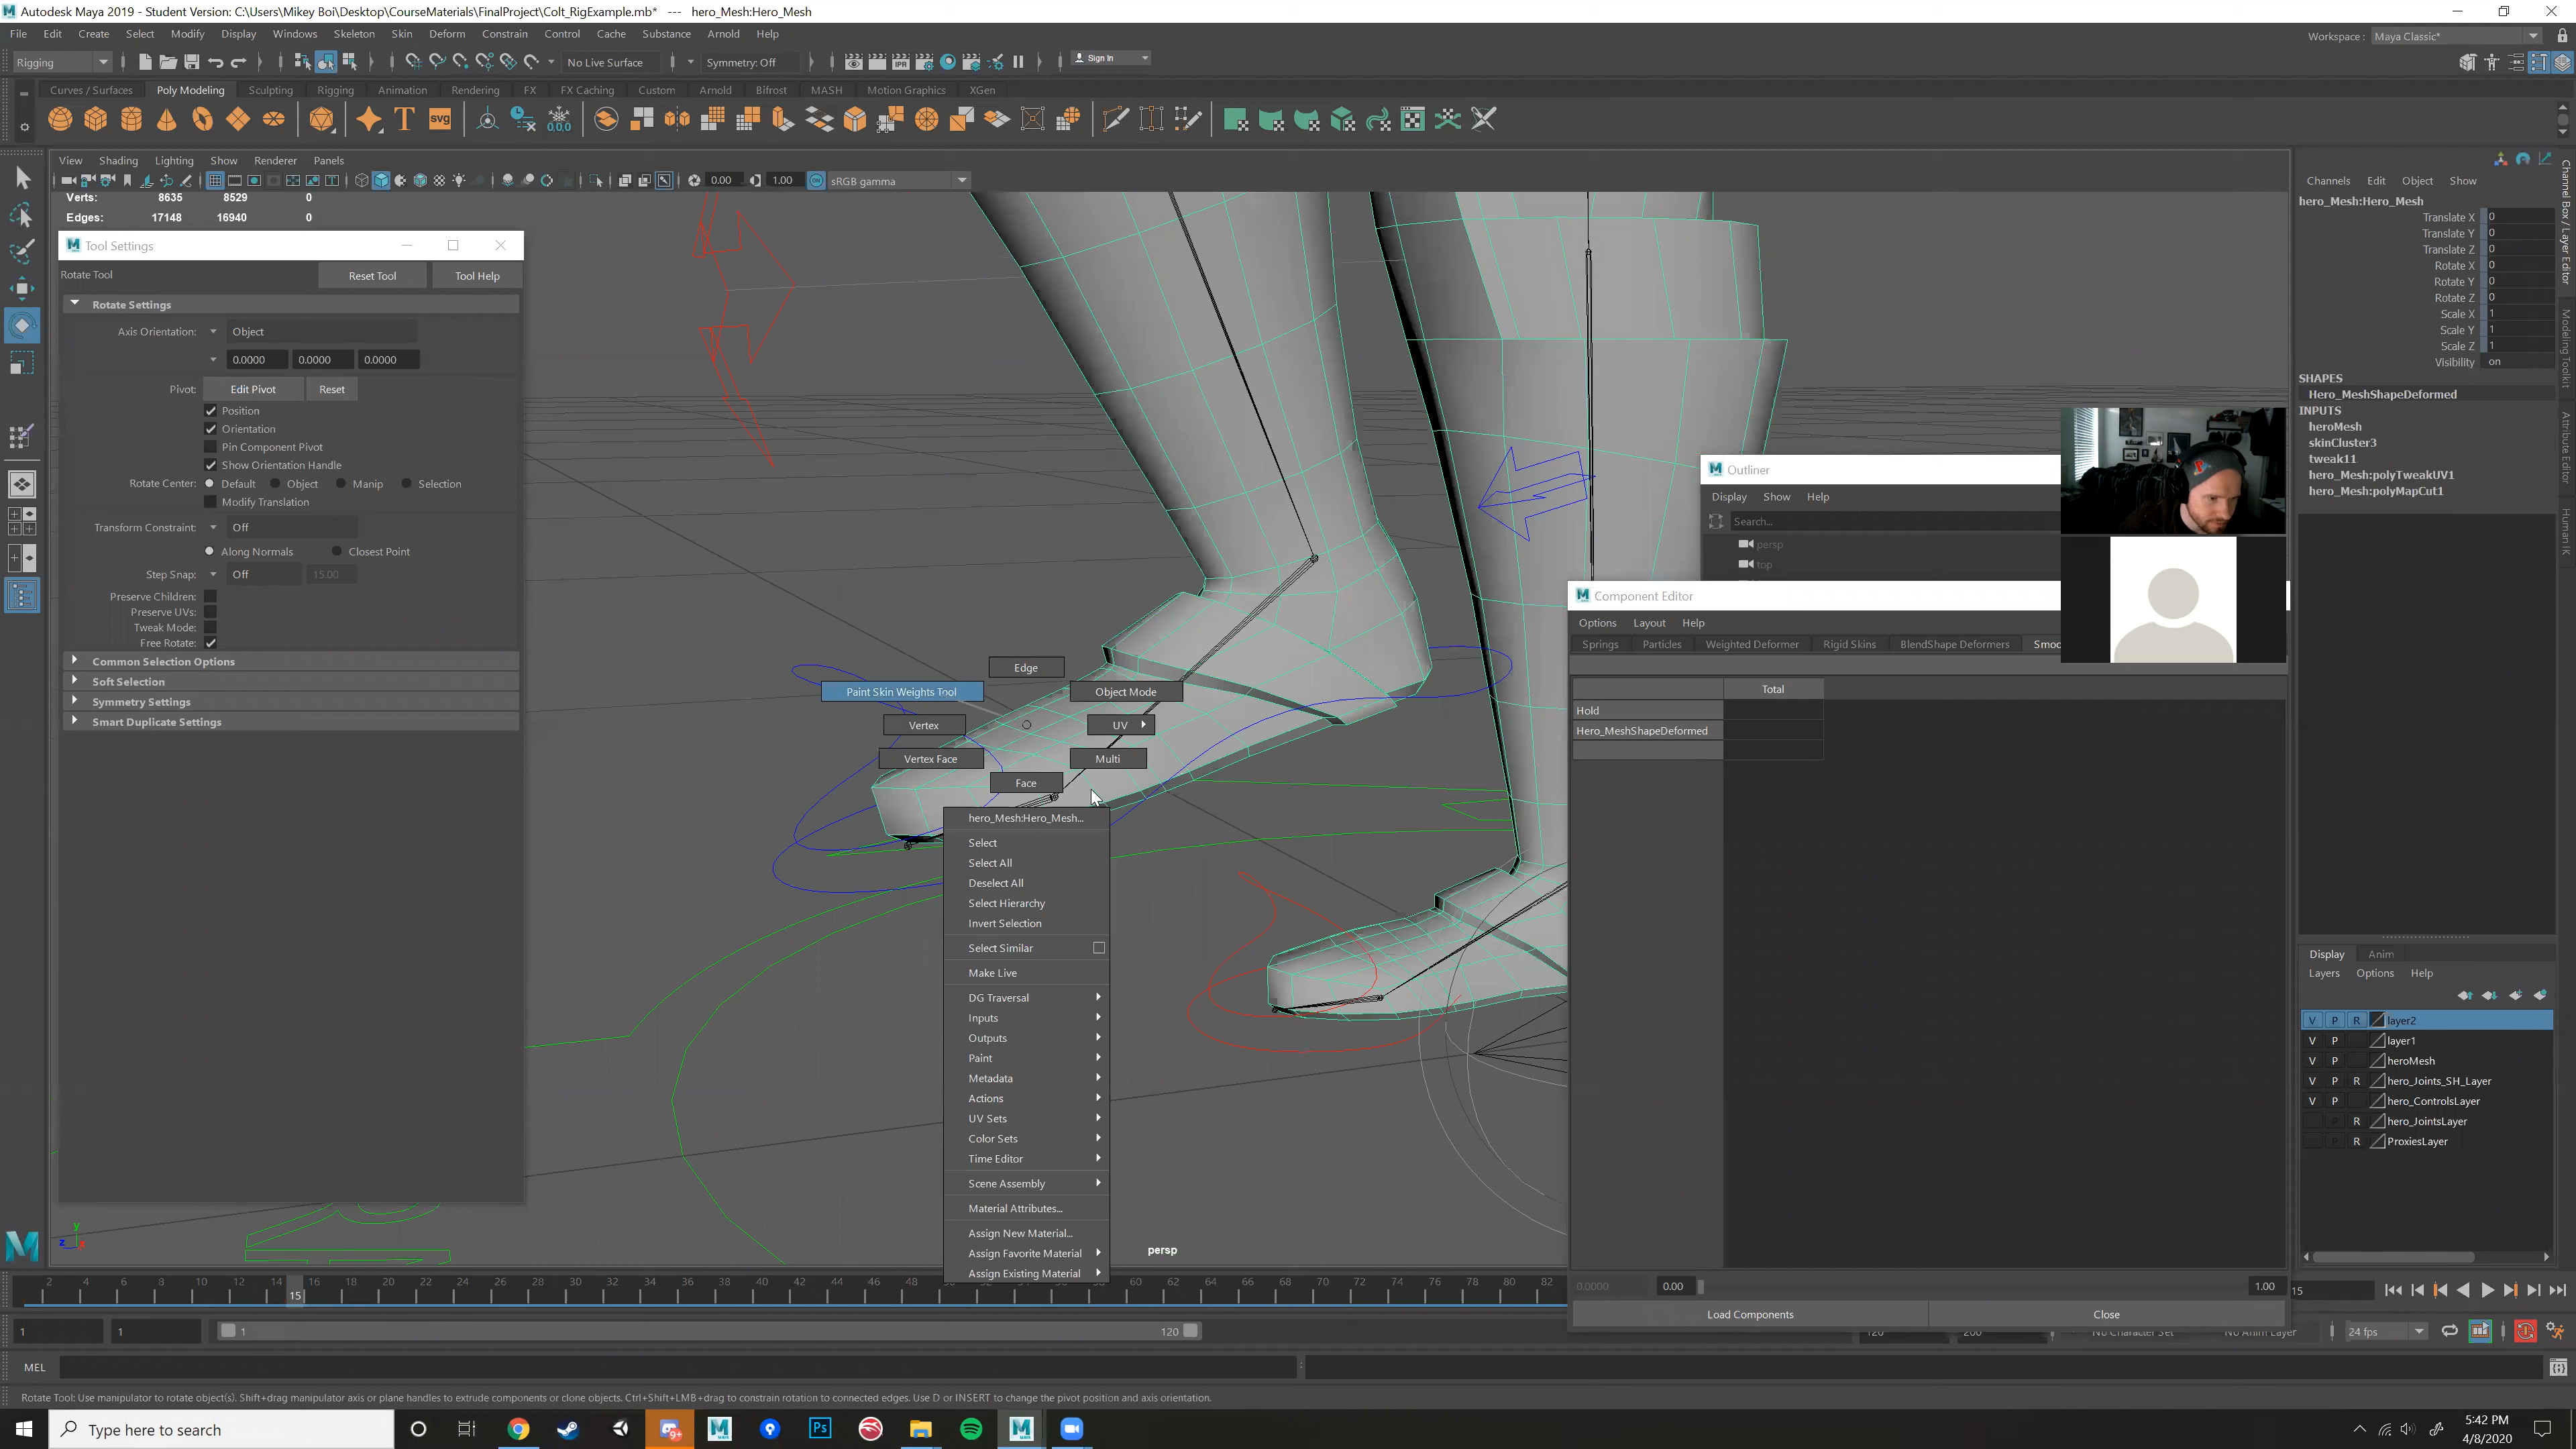 Autodesk Maya 2019 - Student Version: C:\Users\Mikey Boi\Desktop\CourseMaterials\FinalProject\Colt_RigExample.mb* --- hero_Mesh:Hero_Mesh
File Edit Create Select Modify Display Windows Skeleton Skin Deform Constrain Control Cache Substance Arnold Help
Workspace : Maya Classic*
Rigging No Live Surface Symmetry: Off Sign In
Curves / Surfaces Poly Modeling Sculpting Rigging Animation Rendering FX FX Caching Custom Arnold Bifrost MASH Motion Graphics XGen
View Shading Lighting Show Renderer Panels
0.00 1.00 sRGB gamma
Verts: 8635 8529 0
Edges: 17148 16940 0
Tool Settings
Rotate Tool Reset Tool Tool Help
Rotate Settings
Axis Orientation: Object
0.0000 0.0000 0.0000
Pivot: Edit Pivot Reset
Position
Orientation
Pin Component Pivot
Show Orientation Handle
Rotate Center: Default Object Manip Selection
Modify Translation
Transform Constraint: Off
Along Normals Closest Point
Step Snap: Off 15.00
Preserve Children:
Preserve UVs:
Tweak Mode:
Free Rotate:
Common Selection Options
Soft Selection
Symmetry Settings
Smart Duplicate Settings
Edge
Paint Skin Weights Tool Object Mode
Vertex UV
Vertex Face Multi
Face
hero_Mesh:Hero_Mesh...
Select
Select All
Deselect All
Select Hierarchy
Invert Selection
Select Similar
Make Live
DG Traversal
Inputs
Outputs
Paint
Metadata
Actions
UV Sets
Color Sets
Time Editor
Scene Assembly
Material Attributes...
Assign New Material...
Assign Favorite Material
Assign Existing Material
persp
Outliner
Display Show Help
Search...
persp
top
Component Editor
Options Layout Help
Springs Particles Weighted Deformer Rigid Skins BlendShape Deformers Smoo
Total
Hold
Hero_MeshShapeDeformed
0.0000 0.00 1.00
Load Components Close
Channels Edit Object Show
hero_Mesh:Hero_Mesh
Translate X 0
Translate Y 0
Translate Z 0
Rotate X 0
Rotate Y 0
Rotate Z 0
Scale X 1
Scale Y 1
Scale Z 1
Visibility on
SHAPES
Hero_MeshShapeDeformed
INPUTS
heroMesh
skinCluster3
tweak11
hero_Mesh:polyTweakUV1
hero_Mesh:polyMapCut1
Channel Box / Layer Editor
Modeling Toolkit
Attribute Editor
Human IK
Display Anim
Layers Options Help
V P R layer2
V P layer1
V P heroMesh
V P R hero_Joints_SH_Layer
V P hero_ControlsLayer
R hero_JointsLayer
P R ProxiesLayer
2 4 6 8 10 12 14 16 18 20 22 24 26 28 30 32 34 36 38 40 42 44 46 48 60 62 64 66 68 70 72 74 76 78 80 82
15
15
1 1 1 120 120 200 No Character Set No Anim Layer 24 fps
MEL
Rotate Tool: Use manipulator to rotate object(s). Shift+drag manipulator axis or plane handles to extrude components or clone objects. Ctrl+Shift+LMB+drag to constrain rotation to connected edges. Use D or INSERT to change the pivot position and axis orientation.
Type here to search
5:42 PM
4/8/2020